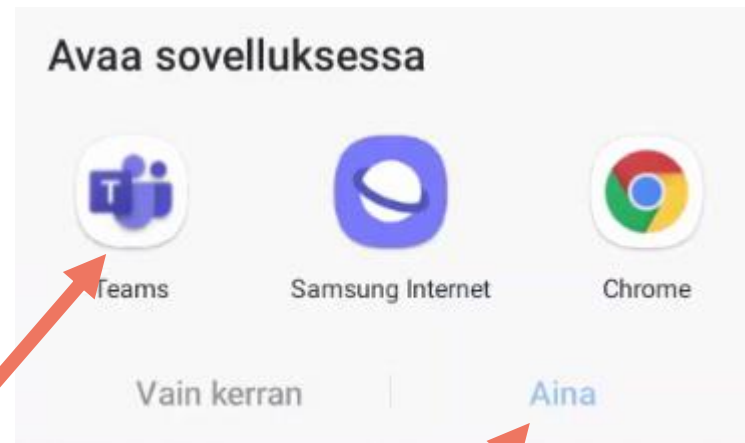 Avaa sovelluksessa
T
Teams Samsung Internet Chrome
Vain kerran Aina